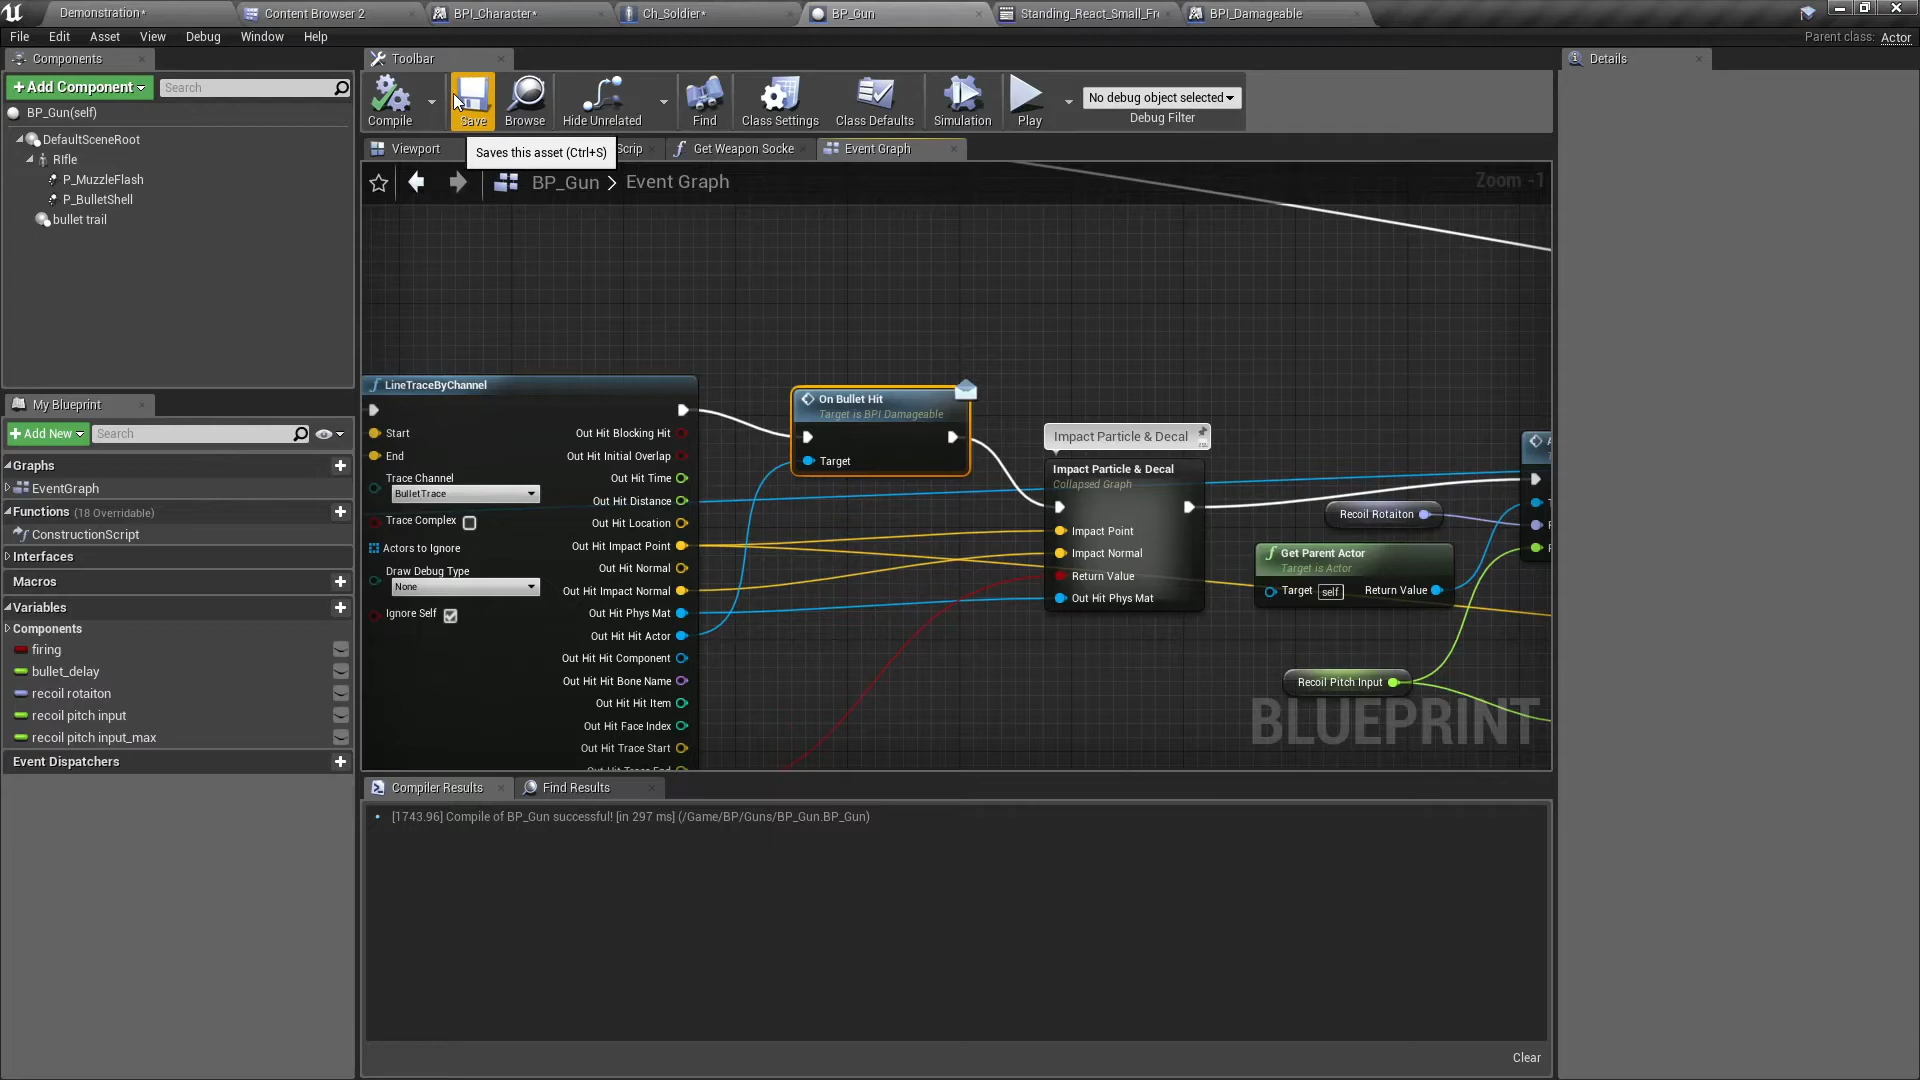 Demonstration*
Content Browser 2
BPI_Character*
Ch_Soldier*
BP_Gun
Standing_React_Small_Fr
BPI_Damageable
File
Edit
Asset
View
Debug
Window
Help
Parent class: Actor
Components
Toolbar
Details
Add Component
Search
BP_Gun(self)
DefaultSceneRoot
RIfle
P_MuzzleFlash
P_BulletShell
bullet trail
Compile
Save
Browse
Hide Unrelated
Find
Class Settings
Class Defaults
Simulation
Play
No debug object selected
Debug Filter
Viewport
Saves this asset (Ctrl+S)
Scrip
Get Weapon Socke
Event Graph
BP_Gun > Event Graph
Zoom -1
My Blueprint
Add New
Search
Graphs
EventGraph
Functions (18 Overridable)
ConstructionScript
Interfaces
Macros
Variables
Components
firing
bullet_delay
recoil rotaiton
recoil pitch input
recoil pitch input_max
Event Dispatchers
LineTraceByChannel
Start
End
Trace Channel
BulletTrace
Trace Complex
Actors to Ignore
Draw Debug Type
None
Ignore Self
Out Hit Blocking Hit
Out Hit Initial Overlap
Out Hit Time
Out Hit Distance
Out Hit Location
Out Hit Impact Point
Out Hit Normal
Out Hit Impact Normal
Out Hit Phys Mat
Out Hit Hit Actor
Out Hit Hit Component
Out Hit Hit Bone Name
Out Hit Hit Item
Out Hit Face Index
Out Hit Trace Start
Out Hit Trace End
On Bullet Hit
Target is BPI Damageable
Target
Impact Particle & Decal
Impact Particle & Decal
Collapsed Graph
Impact Point
Impact Normal
Return Value
Out Hit Phys Mat
Recoil Rotaiton
Get Parent Actor
Target is Actor
Target self
Return Value
Recoil Pitch Input
BLUEPRINT
Compiler Results
Find Results
[1743.96] Compile of BP_Gun successful! [in 297 ms] (/Game/BP/Guns/BP_Gun.BP_Gun)
Clear